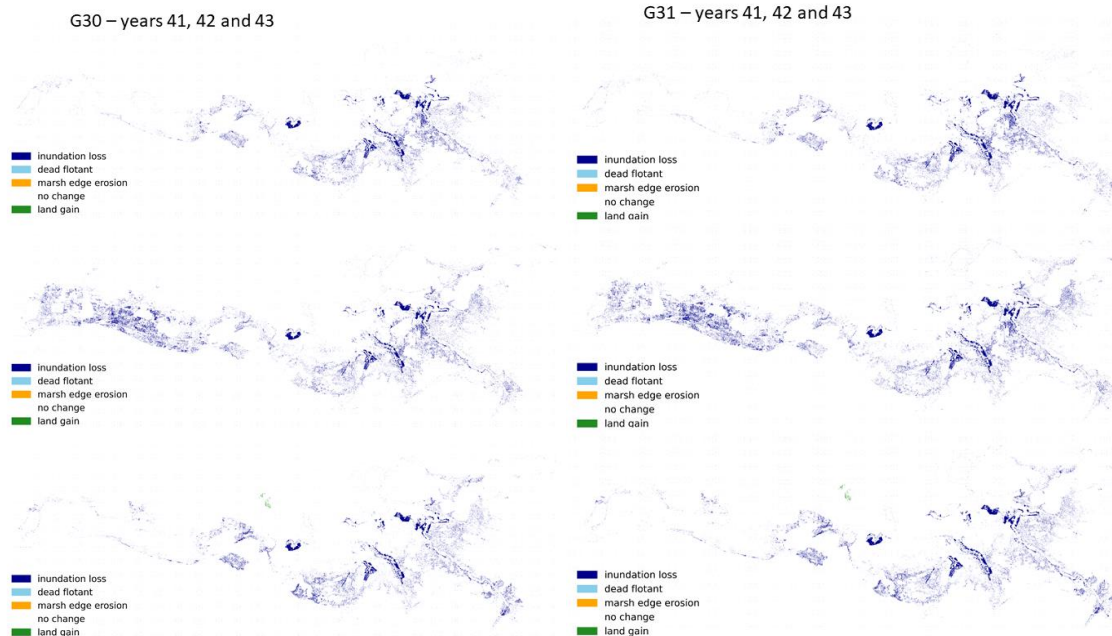 G30 – years 41, 42 and 43
G31 – years 41, 42 and 43
inundation loss
dead flotant
marsh edge erosion
no change
land gain
inundation loss
dead flotant
marsh edge erosion
no change
land gain
inundation loss
dead flotant
marsh edge erosion
no change
land gain
inundation loss
dead flotant
marsh edge erosion
no change
land gain
inundation loss
dead flotant
marsh edge erosion
no change
land gain
inundation loss
dead flotant
marsh edge erosion
no change
land gain